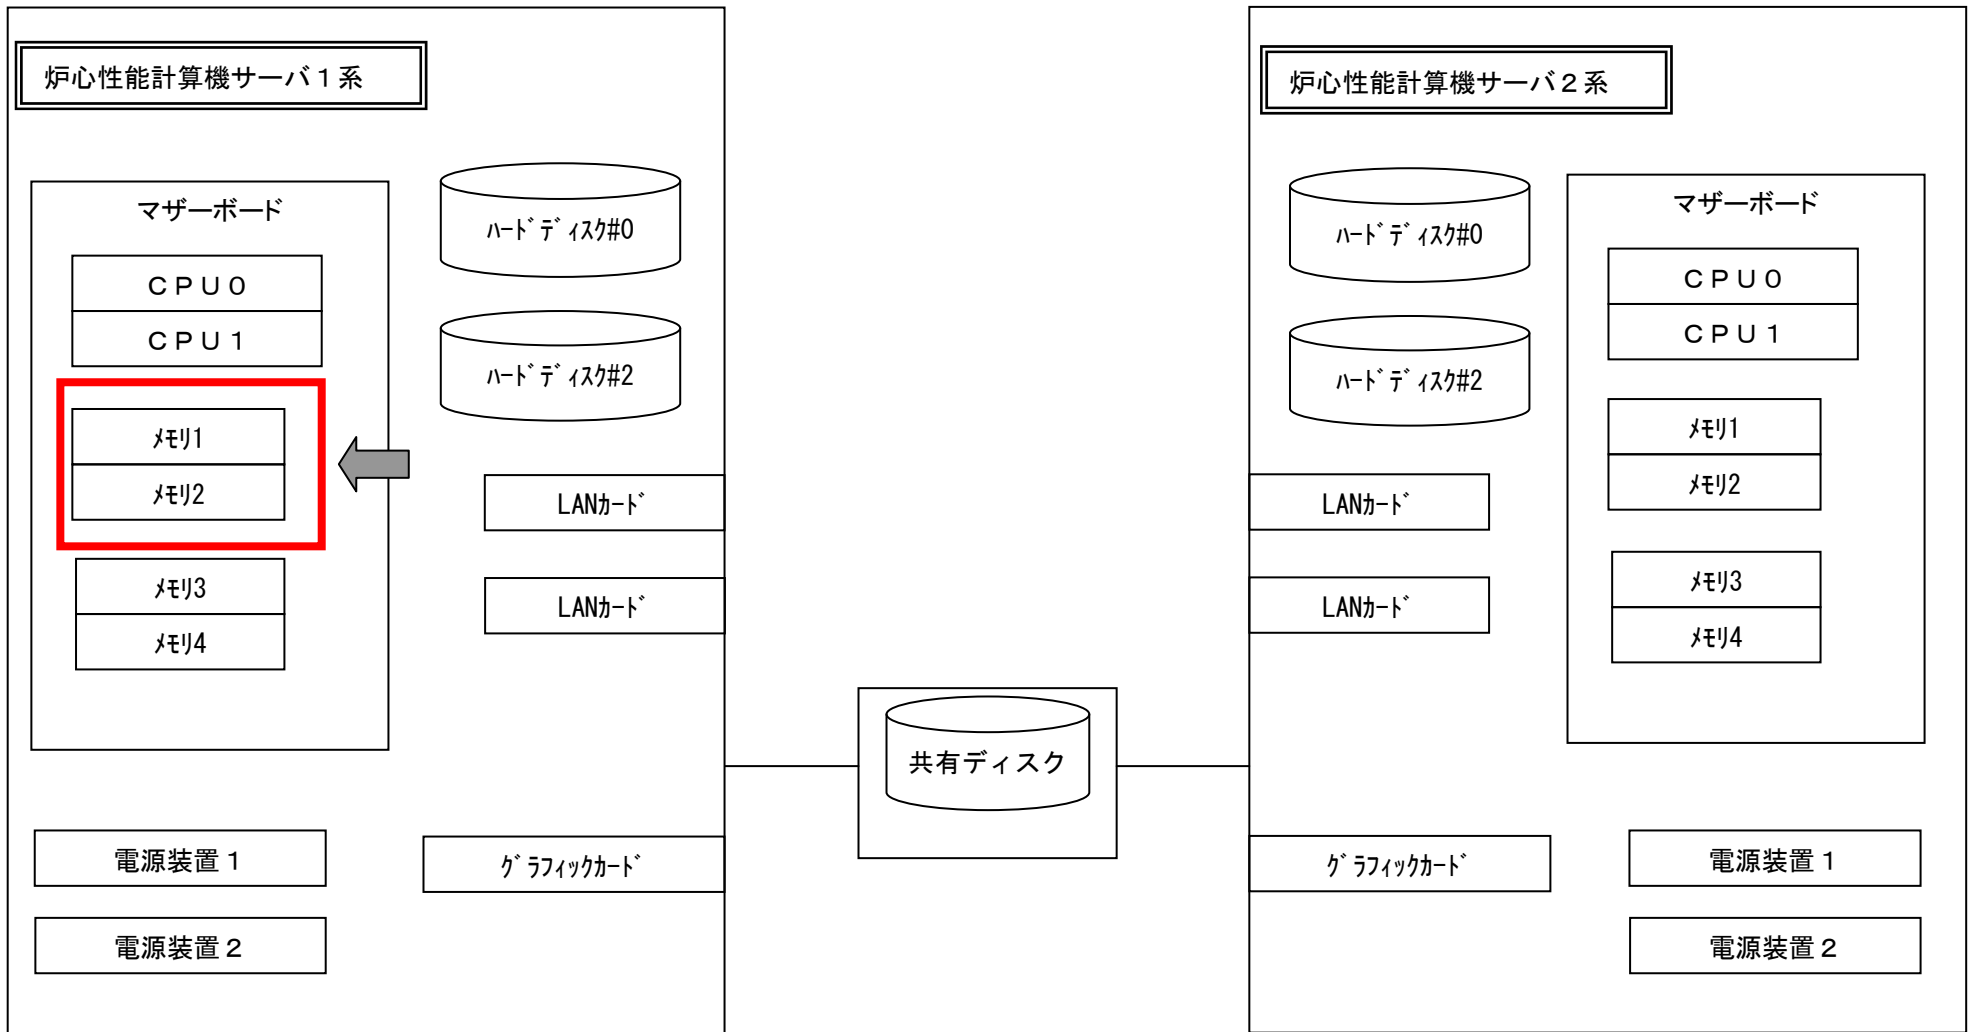 炉心性能計算機サーバ１系
マザーボード
ＣＰＵ０
ＣＰＵ１
ﾒﾓﾘ1
ﾒﾓﾘ2
ﾒﾓﾘ3
ﾒﾓﾘ4
ﾊｰﾄﾞﾃﾞｨｽｸ#0
ﾊｰﾄﾞﾃﾞｨｽｸ#2
LANｶｰﾄﾞ
LANｶｰﾄﾞ
電源装置１
電源装置２
ｸﾞﾗﾌｨｯｸｶｰﾄﾞ
共有ディスク
炉心性能計算機サーバ２系
ﾊｰﾄﾞﾃﾞｨｽｸ#0
ﾊｰﾄﾞﾃﾞｨｽｸ#2
LANｶｰﾄﾞ
LANｶｰﾄﾞ
ｸﾞﾗﾌｨｯｸｶｰﾄﾞ
マザーボード
ＣＰＵ０
ＣＰＵ１
ﾒﾓﾘ1
ﾒﾓﾘ2
ﾒﾓﾘ3
ﾒﾓﾘ4
電源装置１
電源装置２